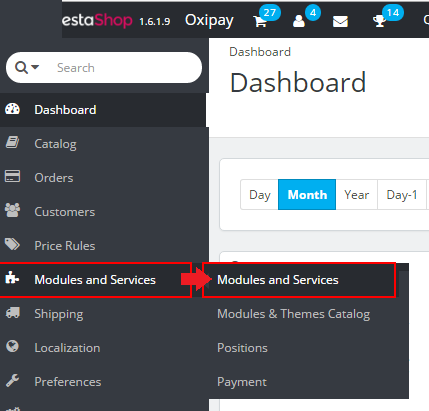 estaShop 1.6.1.9 Oxipay 27 4 14
Search
Dashboard
Dashboard
Dashboard
Catalog
Orders
Customers
Price Rules
Modules and Services
Shipping
Localization
Preferences
Day Month Year Day-1
Modules and Services
Modules & Themes Catalog
Positions
Payment